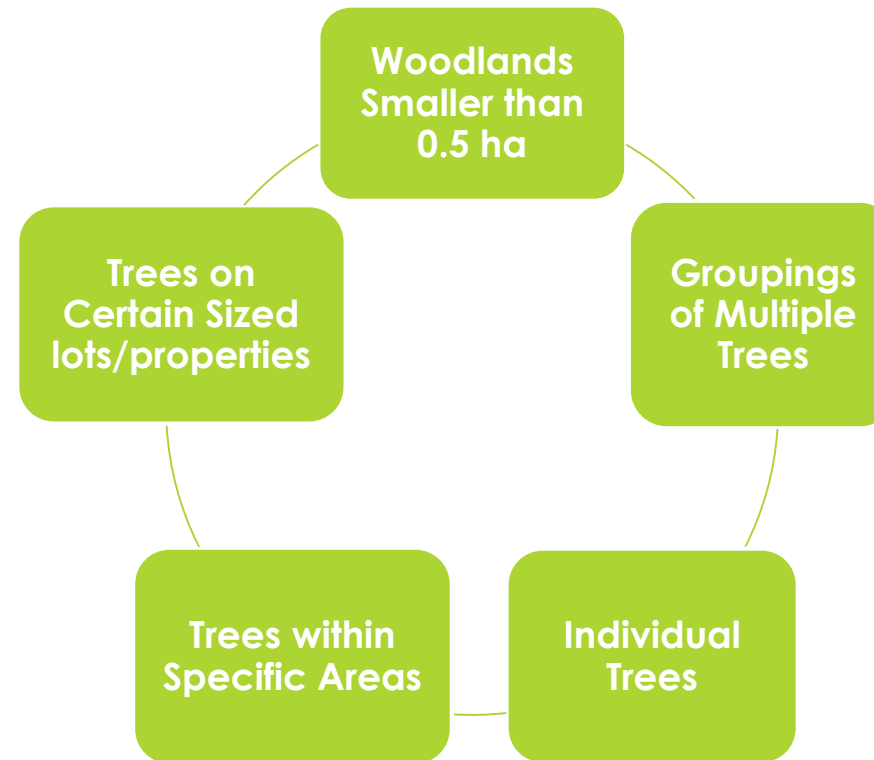 Woodlands
Smaller than
0.5 ha
Groupings
of Multiple
Trees
Individual
Trees
Trees within
Specific Areas
Trees on
Certain Sized
lots/properties